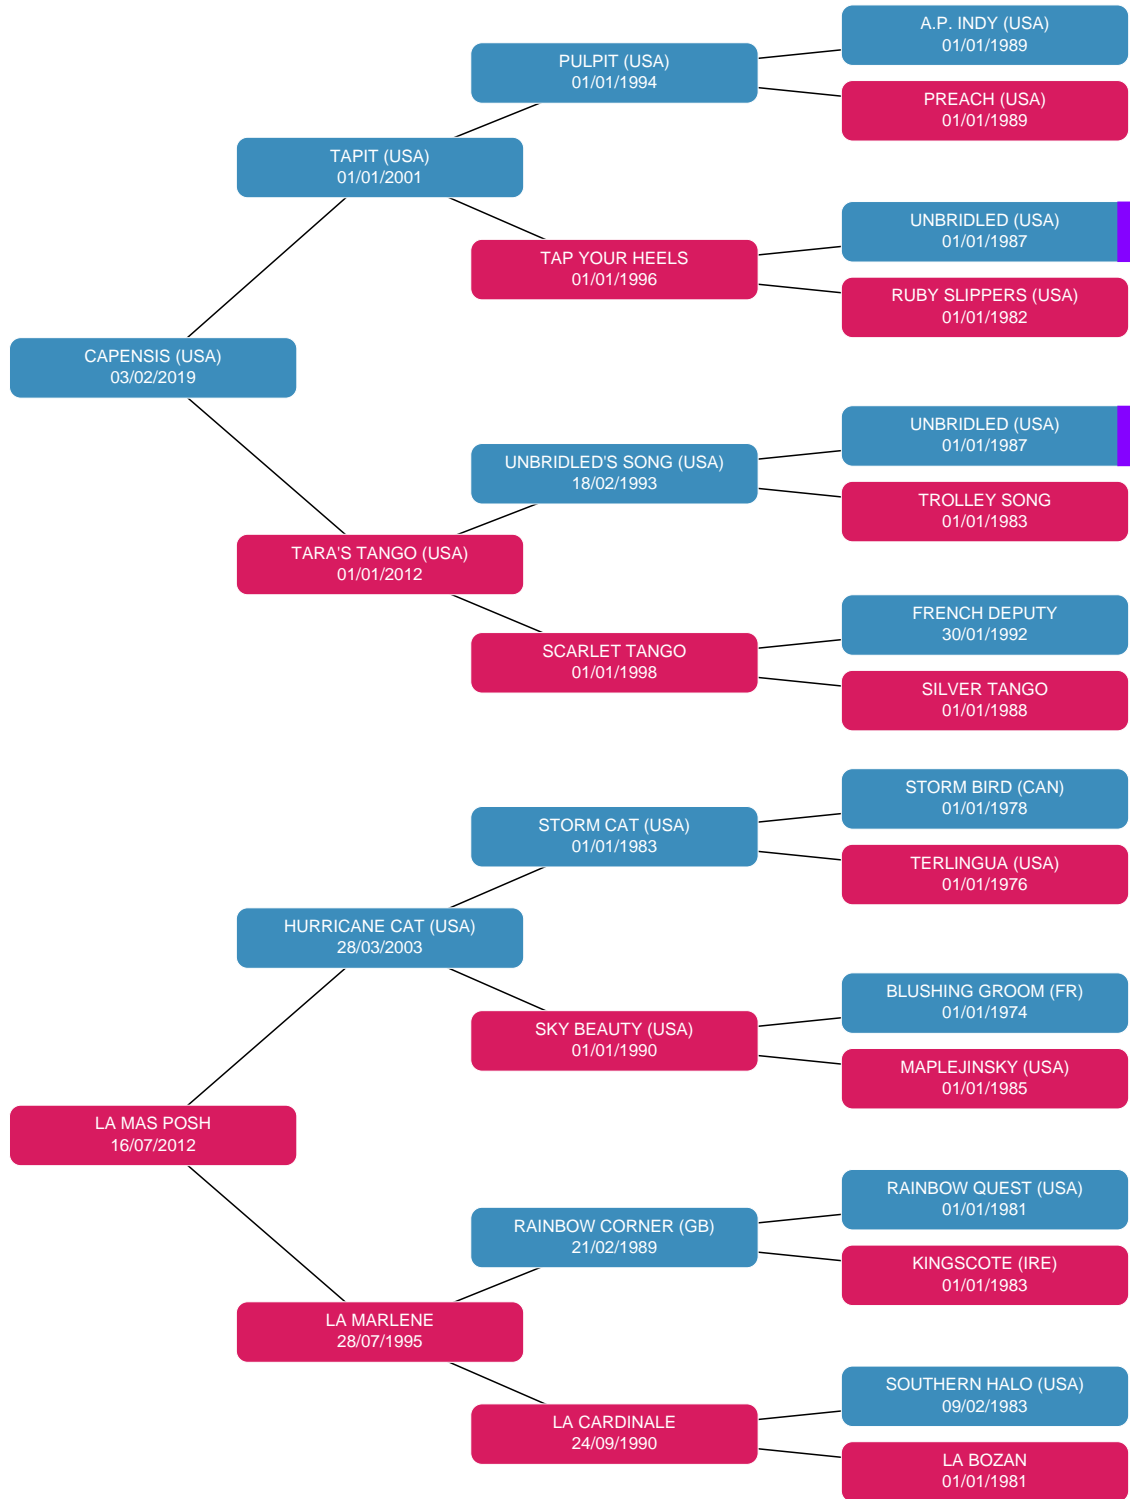 A.P. INDY (USA)
01/01/1989
PULPIT (USA)
01/01/1994
PREACH (USA)
01/01/1989
TAPIT (USA)
01/01/2001
UNBRIDLED (USA)
01/01/1987
TAP YOUR HEELS
01/01/1996
RUBY SLIPPERS (USA)
01/01/1982
CAPENSIS (USA)
03/02/2019
UNBRIDLED (USA)
01/01/1987
UNBRIDLED'S SONG (USA)
18/02/1993
TROLLEY SONG
01/01/1983
TARA'S TANGO (USA)
01/01/2012
FRENCH DEPUTY
30/01/1992
SCARLET TANGO
01/01/1998
SILVER TANGO
01/01/1988
STORM BIRD (CAN)
01/01/1978
STORM CAT (USA)
01/01/1983
TERLINGUA (USA)
01/01/1976
HURRICANE CAT (USA)
28/03/2003
BLUSHING GROOM (FR)
01/01/1974
SKY BEAUTY (USA)
01/01/1990
MAPLEJINSKY (USA)
01/01/1985
LA MAS POSH
16/07/2012
RAINBOW QUEST (USA)
01/01/1981
RAINBOW CORNER (GB)
21/02/1989
KINGSCOTE (IRE)
01/01/1983
LA MARLENE
28/07/1995
SOUTHERN HALO (USA)
09/02/1983
LA CARDINALE
24/09/1990
LA BOZAN
01/01/1981